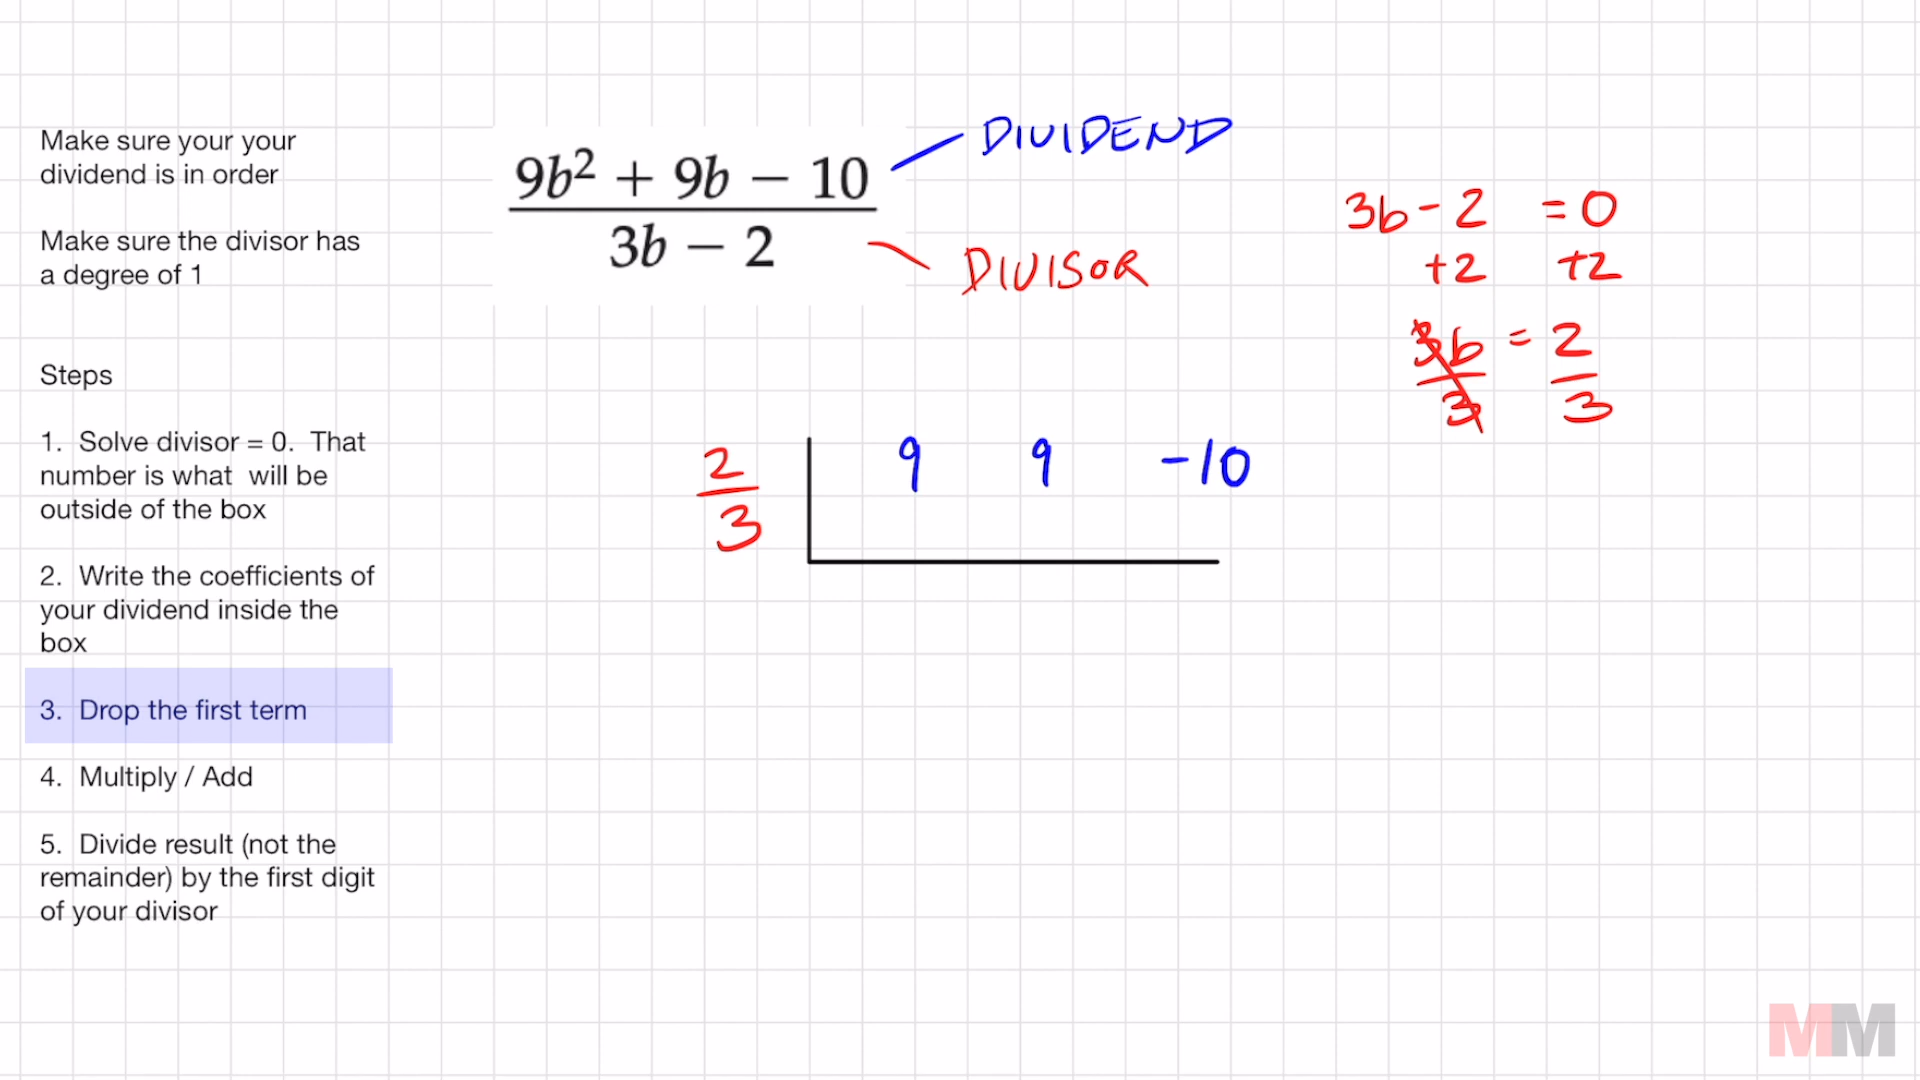 Make sure your your
dividend is in order
Make sure the divisor has
a degree of 1
Steps
1. Solve divisor = 0. That
number is what will be
outside of the box
2. Write the coefficients of
your dividend inside the
box
3. Drop the first term
4. Multiply / Add
5. Divide result (not the
remainder) by the first digit
of your divisor
9b² + 9b − 10
3b − 2
DIVIDEND
DIVISOR
3b - 2 = 0
+2 +2
3b = 2
3 3
2
3
9 9 -10
MM